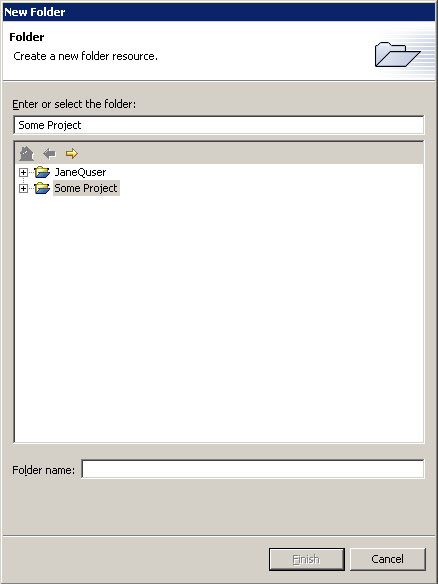 New Folder
Folder
Create a new folder resource.
Enter or select the folder:
Some Project
JaneQuser
Some Project
Folder name:
Finish
Cancel